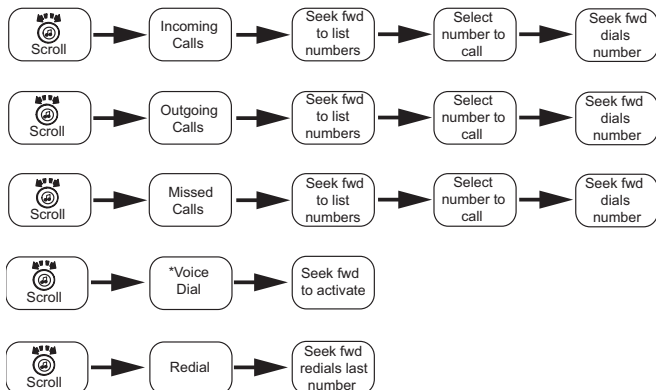 Scroll
Incoming
Calls
Seek fwd
to list
numbers
Select
number to
call
Seek fwd
dials
number
Scroll
Outgoing
Calls
Seek fwd
to list
numbers
Select
number to
call
Seek fwd
dials
number
Scroll
Missed
Calls
Seek fwd
to list
numbers
Select
number to
call
Seek fwd
dials
number
Scroll
*Voice
Dial
Seek fwd
to activate
Scroll
Redial
Seek fwd
redials last
number